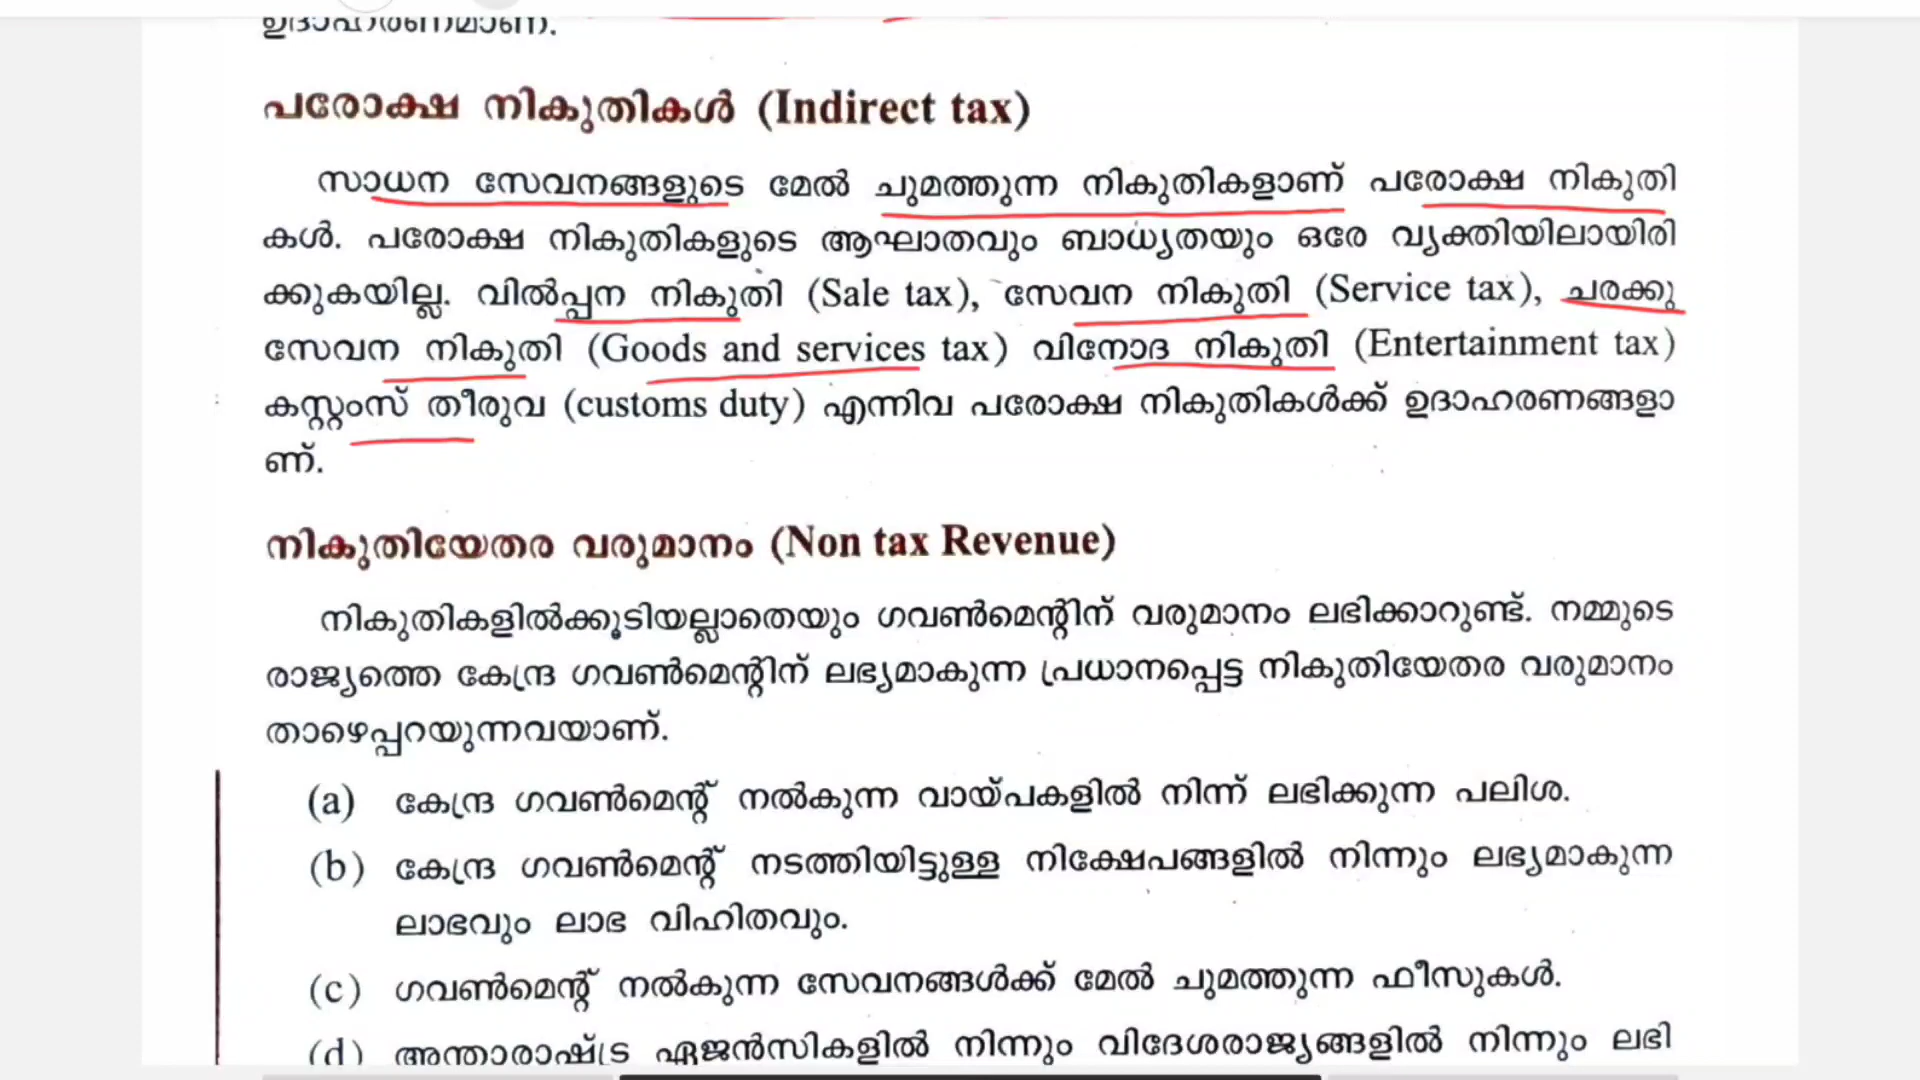 ഉദാഹരണമാണ്.
പരോക്ഷ നികുതികൾ (Indirect tax)
സാധന സേവനങ്ങളുടെ മേൽ ചുമത്തുന്ന നികുതികളാണ് പരോക്ഷ നികുതി
കൾ. പരോക്ഷ നികുതികളുടെ ആഘാതവും ബാധ്യതയും ഒരേ വ്യക്തിയിലായിരി
ക്കുകയില്ല. വിൽപ്പന നികുതി (Sale tax), സേവന നികുതി (Service tax), ചരക്കു
സേവന നികുതി (Goods and services tax) വിനോദ നികുതി (Entertainment tax)
കസ്റ്റംസ് തീരുവ (customs duty) എന്നിവ പരോക്ഷ നികുതികൾക്ക് ഉദാഹരണങ്ങളാ
ണ്.
നികുതിയേതര വരുമാനം (Non tax Revenue)
നികുതികളിൽക്കൂടിയല്ലാതെയും ഗവൺമെന്റിന് വരുമാനം ലഭിക്കാറുണ്ട്. നമ്മുടെ
രാജ്യത്തെ കേന്ദ്ര ഗവൺമെന്റിന് ലഭ്യമാകുന്ന പ്രധാനപ്പെട്ട നികുതിയേതര വരുമാനം
താഴെപ്പറയുന്നവയാണ്.
(a) കേന്ദ്ര ഗവൺമെന്റ് നൽകുന്ന വായ്പകളിൽ നിന്ന് ലഭിക്കുന്ന പലിശ.
(b) കേന്ദ്ര ഗവൺമെന്റ് നടത്തിയിട്ടുള്ള നിക്ഷേപങ്ങളിൽ നിന്നും ലഭ്യമാകുന്ന
ലാഭവും ലാഭ വിഹിതവും.
(c) ഗവൺമെന്റ് നൽകുന്ന സേവനങ്ങൾക്ക് മേൽ ചുമത്തുന്ന ഫീസുകൾ.
(d) അന്താരാഷ്ട്ര ഏജൻസികളിൽ നിന്നും വിദേശരാജ്യങ്ങളിൽ നിന്നും ലഭി